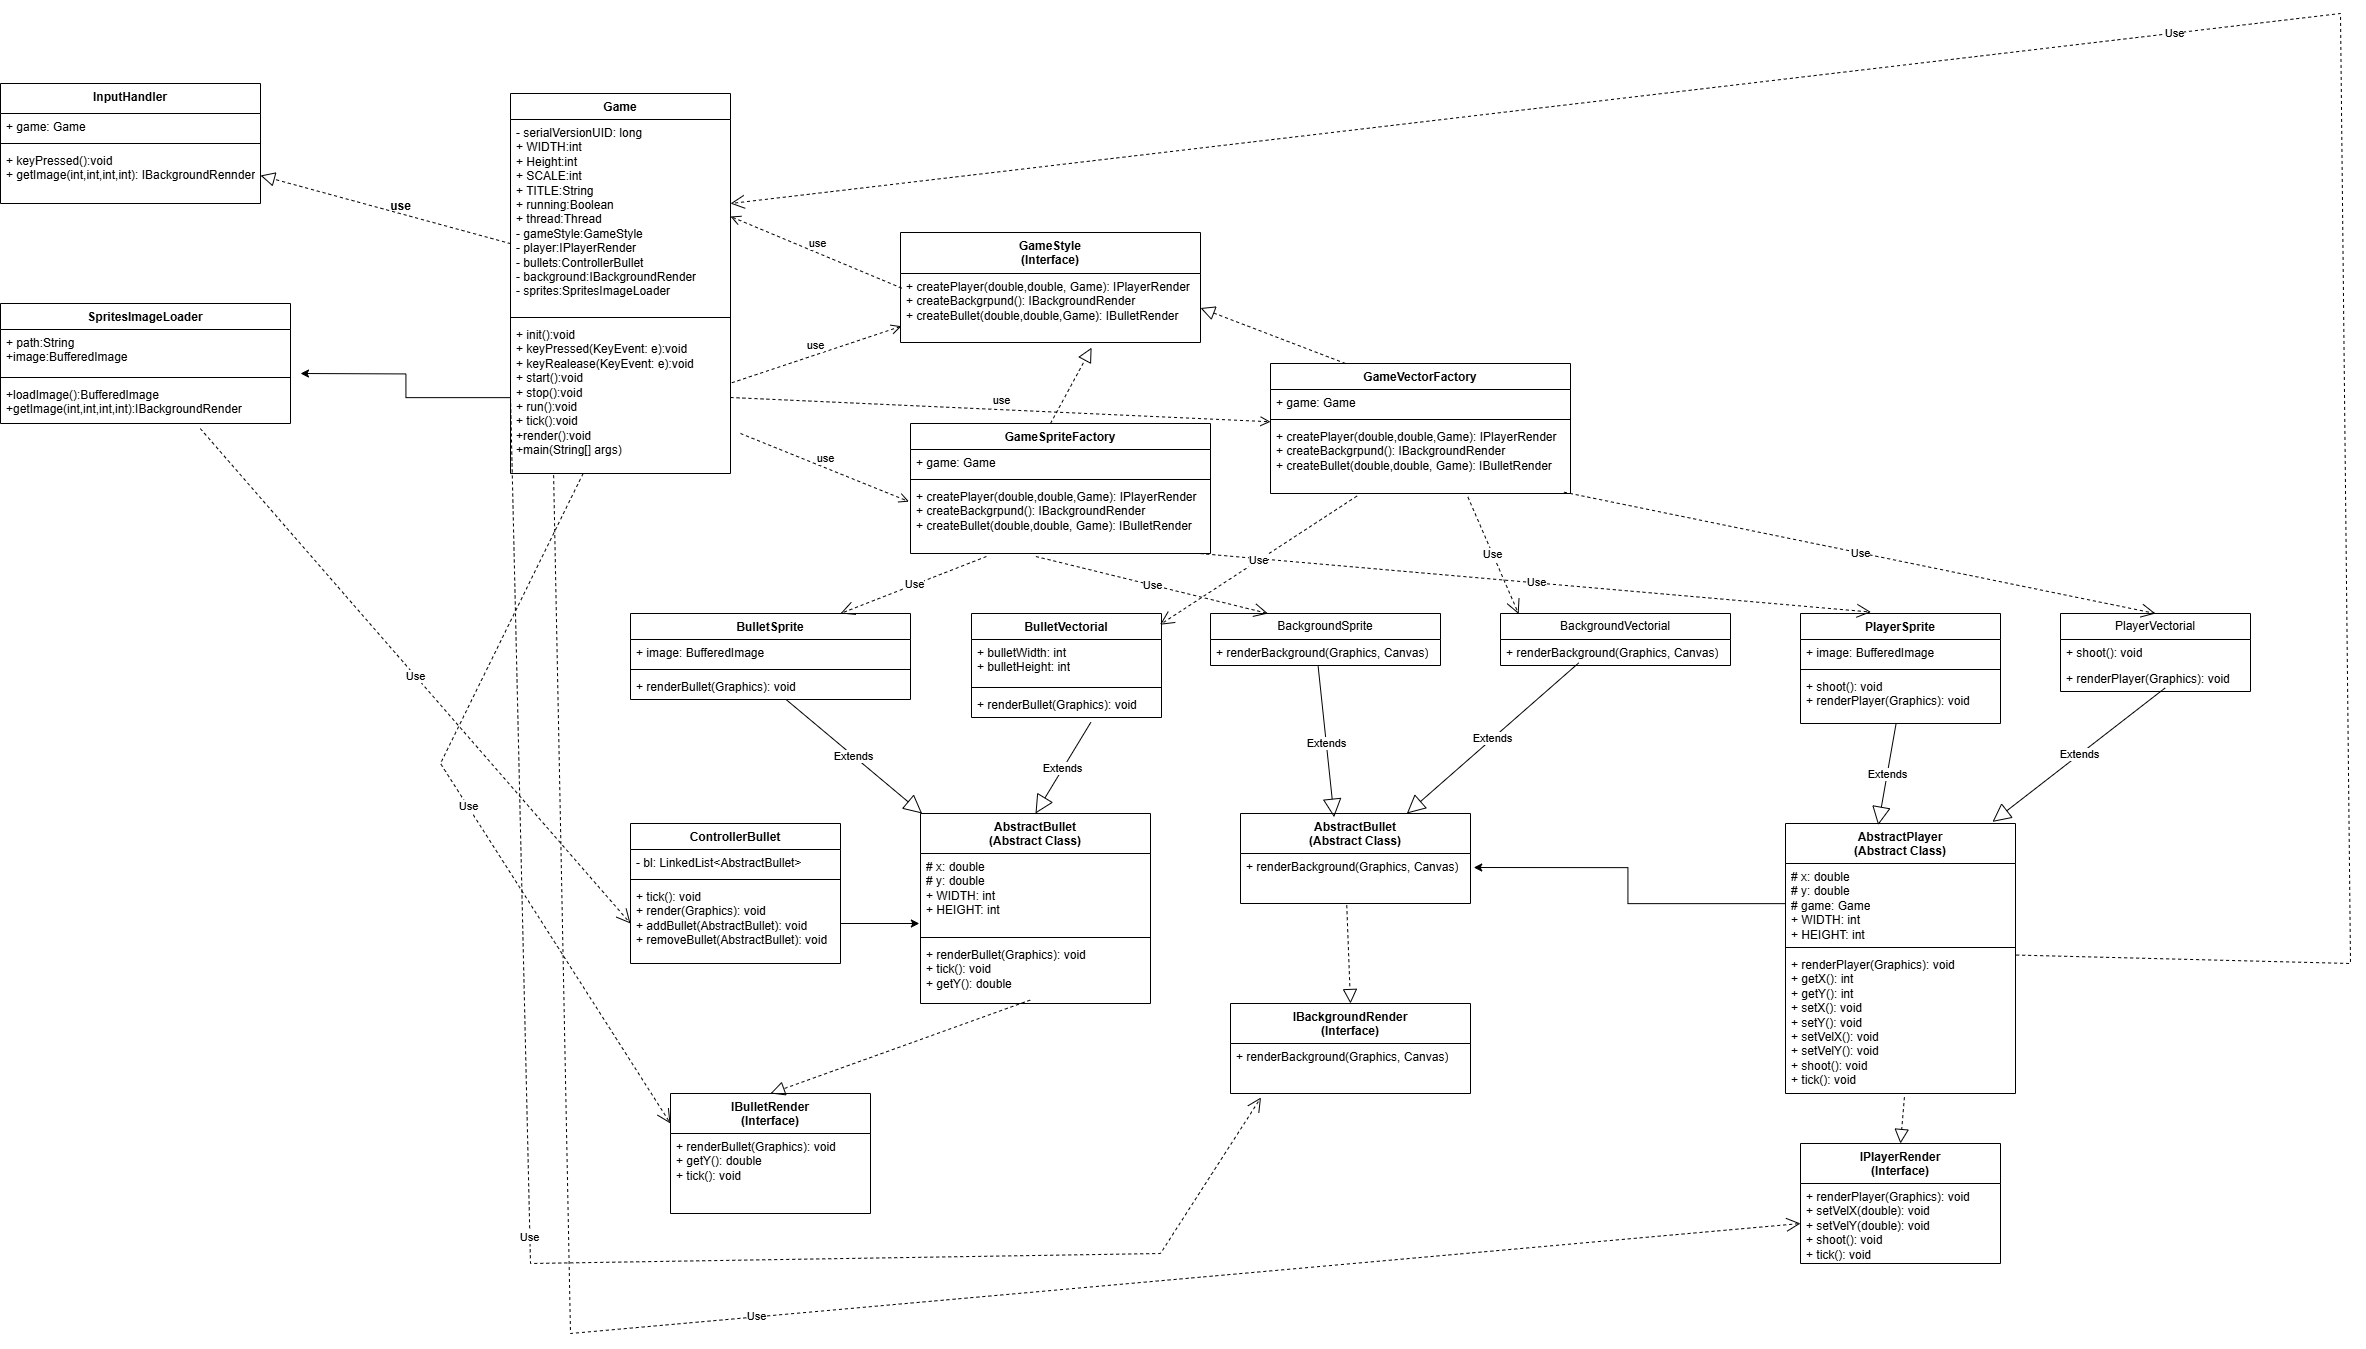 Use
InputHandler
+ game: Game
+ keyPressed():void
+ getImage(int,int,int,int): IBackgroundRennder
use
Game
- serialVersionUID: long
+ WIDTH:int
+ Height:int
+ SCALE:int
+ TITLE:String
+ running:Boolean
+ thread:Thread
- gameStyle:GameStyle
- player:IPlayerRender
- bullets:ControllerBullet
- background:IBackgroundRender
- sprites:SpritesImageLoader
+ init():void
+ keyPressed(KeyEvent: e):void
+ keyRealease(KeyEvent: e):void
+ start():void
+ stop():void
+ run():void
+ tick():void
+render():void
+main(String[] args)
use
GameStyle
(Interface)
+ createPlayer(double,double, Game): IPlayerRender
+ createBackgrpund(): IBackgroundRender
+ createBullet(double,double,Game): IBulletRender
SpritesImageLoader
+ path:String
+image:BufferedImage
+loadImage():BufferedImage
+getImage(int,int,int,int):IBackgroundRender
use
use
use
GameVectorFactory
+ game: Game
+ createPlayer(double,double,Game): IPlayerRender
+ createBackgrpund(): IBackgroundRender
+ createBullet(double,double, Game): IBulletRender
GameSpriteFactory
+ game: Game
+ createPlayer(double,double,Game): IPlayerRender
+ createBackgrpund(): IBackgroundRender
+ createBullet(double,double, Game): IBulletRender
Use
Use
Use
Use
Use
Use
BulletSprite
+ image: BufferedImage
+ renderBullet(Graphics): void
BulletVectorial
+ bulletWidth: int
+ bulletHeight: int
+ renderBullet(Graphics): void
BackgroundSprite
+ renderBackground(Graphics, Canvas)
BackgroundVectorial
+ renderBackground(Graphics, Canvas)
PlayerSprite
+ image: BufferedImage
+ shoot(): void
+ renderPlayer(Graphics): void
PlayerVectorial
+ shoot(): void
+ renderPlayer(Graphics): void
Use
Extends
Extends
Extends
Extends
Extends
Extends
Use
ControllerBullet
- bl: LinkedList<AbstractBullet>
+ tick(): void
+ render(Graphics): void
+ addBullet(AbstractBullet): void
+ removeBullet(AbstractBullet): void
AbstractBullet
(Abstract Class)
# x: double
# y: double
+ WIDTH: int
+ HEIGHT: int
+ renderBullet(Graphics): void
+ tick(): void
+ getY(): double
AbstractBullet
(Abstract Class)
+ renderBackground(Graphics, Canvas)
AbstractPlayer
(Abstract Class)
# x: double
# y: double
# game: Game
+ WIDTH: int
+ HEIGHT: int
+ renderPlayer(Graphics): void
+ getX(): int
+ getY(): int
+ setX(): void
+ setY(): void
+ setVelX(): void
+ setVelY(): void
+ shoot(): void
+ tick(): void
IBackgroundRender
(Interface)
+ renderBackground(Graphics, Canvas)
IBulletRender
(Interface)
+ renderBullet(Graphics): void
+ getY(): double
+ tick(): void
IPlayerRender
(Interface)
+ renderPlayer(Graphics): void
+ setVelX(double): void
+ setVelY(double): void
+ shoot(): void
+ tick(): void
Use
Use